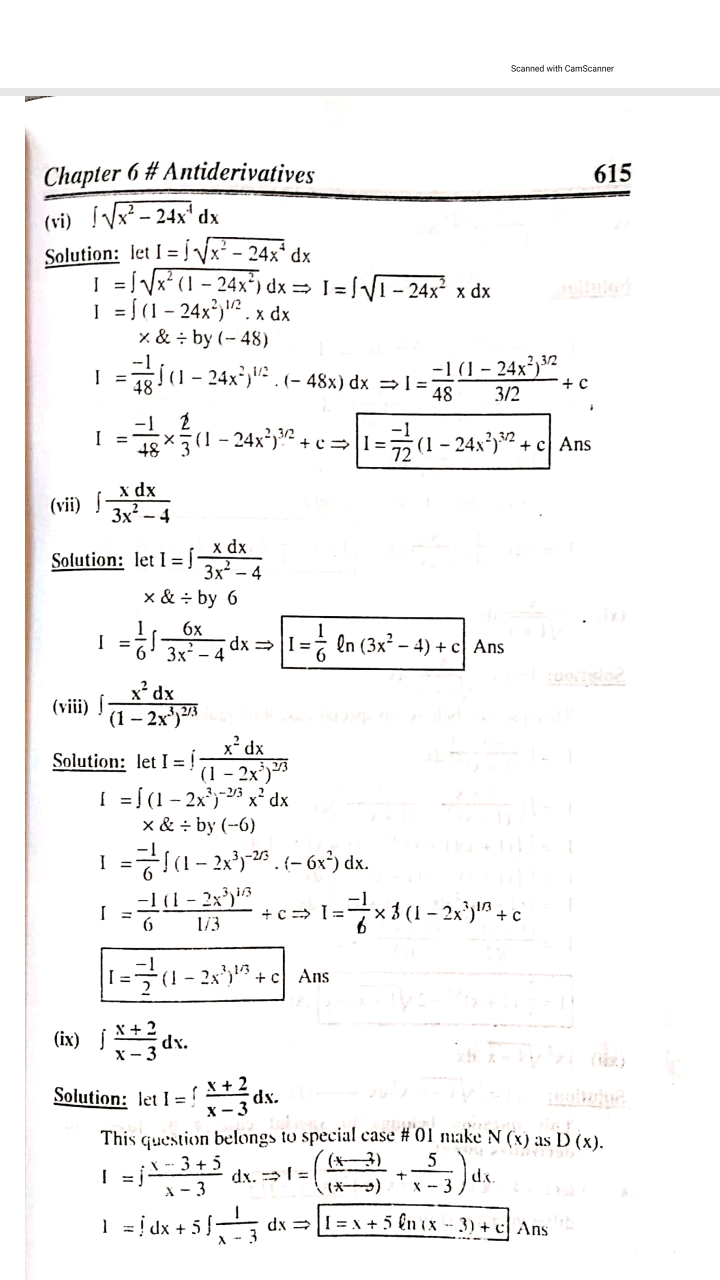 Scanned with CamScanner
Chapter 6 # Antiderivatives 615
(vi) ∫√(x² – 24x⁴) dx
Solution: let I = ∫√(x² – 24x⁴) dx
I = ∫√(x² (1 – 24x²)) dx ⇒ I = ∫√(1 – 24x²) x dx
I = ∫(1 – 24x²)^(1/2) . x dx
× & ÷ by (– 48)
I = –1/48 ∫(1 – 24x²)^(1/2) . (– 48x) dx ⇒ I = –1/48 (1 – 24x²)^(3/2)/(3/2) + c
I = –1/48 × 2/3 (1 – 24x²)^(3/2) + c ⇒ I = –1/72 (1 – 24x²)^(3/2) + c Ans
(vii) ∫ x dx/(3x² – 4)
Solution: let I = ∫ x dx/(3x² – 4)
× & ÷ by 6
I = 1/6 ∫ 6x/(3x² – 4) dx ⇒ I = 1/6 ℓn (3x² – 4) + c Ans
(viii) ∫ x² dx/(1 – 2x³)^(2/3)
Solution: let I = ∫ x² dx/(1 – 2x³)^(2/3)
I = ∫(1 – 2x³)^(–2/3) x² dx
× & ÷ by (–6)
I = –1/6 ∫(1 – 2x³)^(–2/3) . (– 6x²) dx.
I = –1/6 (1 – 2x³)^(1/3)/(1/3) + c ⇒ I = –1/6 × 3 (1 – 2x³)^(1/3) + c
I = –1/2 (1 – 2x³)^(1/3) + c Ans
(ix) ∫ (x + 2)/(x – 3) dx.
Solution: let I = ∫ (x + 2)/(x – 3) dx.
This question belongs to special case # 01 make N (x) as D (x).
I = ∫ (x – 3 + 5)/(x – 3) dx. ⇒ I = ((x – 3)/(x – 3) + 5/(x – 3)) dx.
I = ∫ dx + 5 ∫ 1/(x – 3) dx ⇒ I = x + 5 ℓn (x – 3) + c Ans